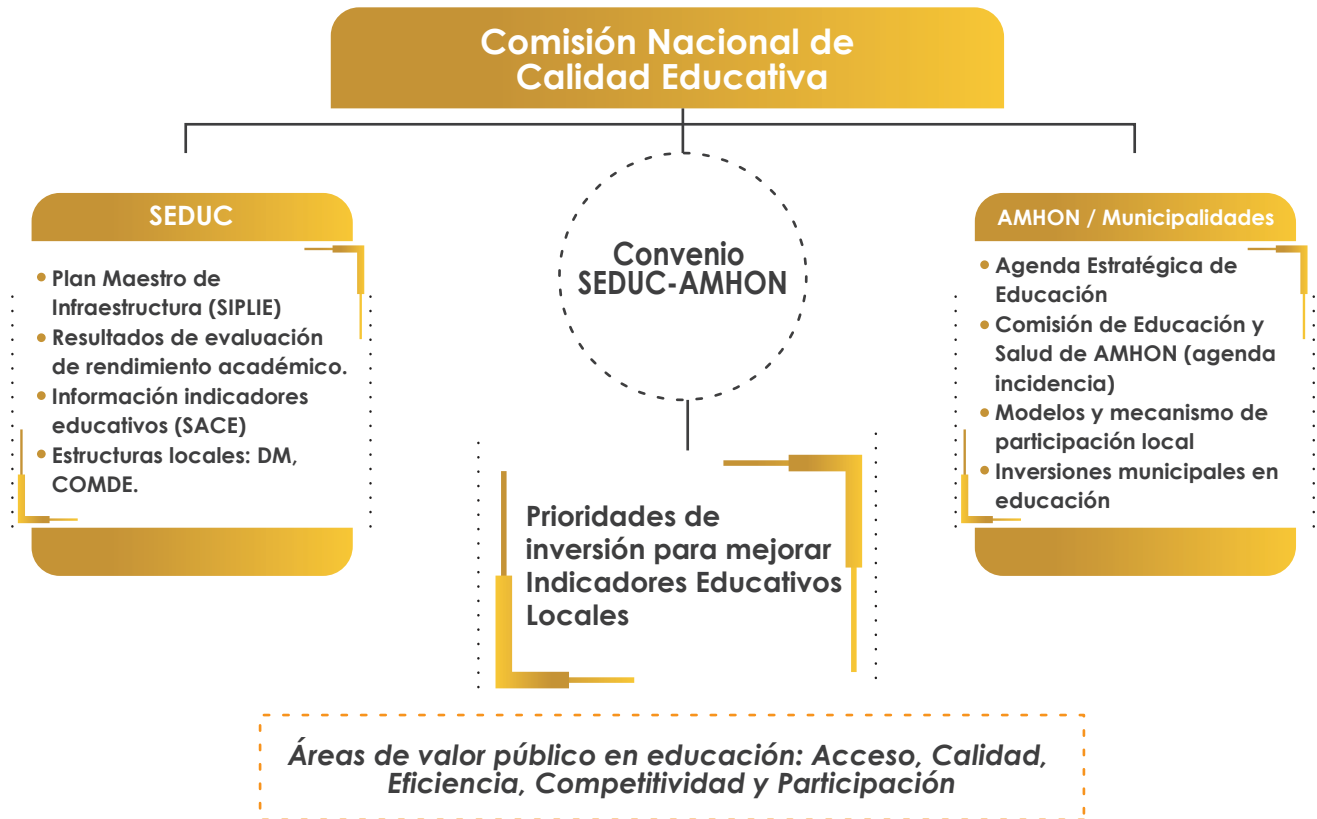 Comisión Nacional de
Calidad Educativa
SEDUC
• Plan Maestro de
Infraestructura (SIPLIE)
• Resultados de evaluación
de rendimiento académico.
• Información indicadores
educativos (SACE)
• Estructuras locales: DM,
COMDE.
Convenio
SEDUC-AMHON
Prioridades de
inversión para mejorar
Indicadores Educativos
Locales
AMHON / Municipalidades
• Agenda Estratégica de
Educación
• Comisión de Educación y
Salud de AMHON (agenda
incidencia)
• Modelos y mecanismo de
participación local
• Inversiones municipales en
educación
Áreas de valor público en educación: Acceso, Calidad,
Eficiencia, Competitividad y Participación